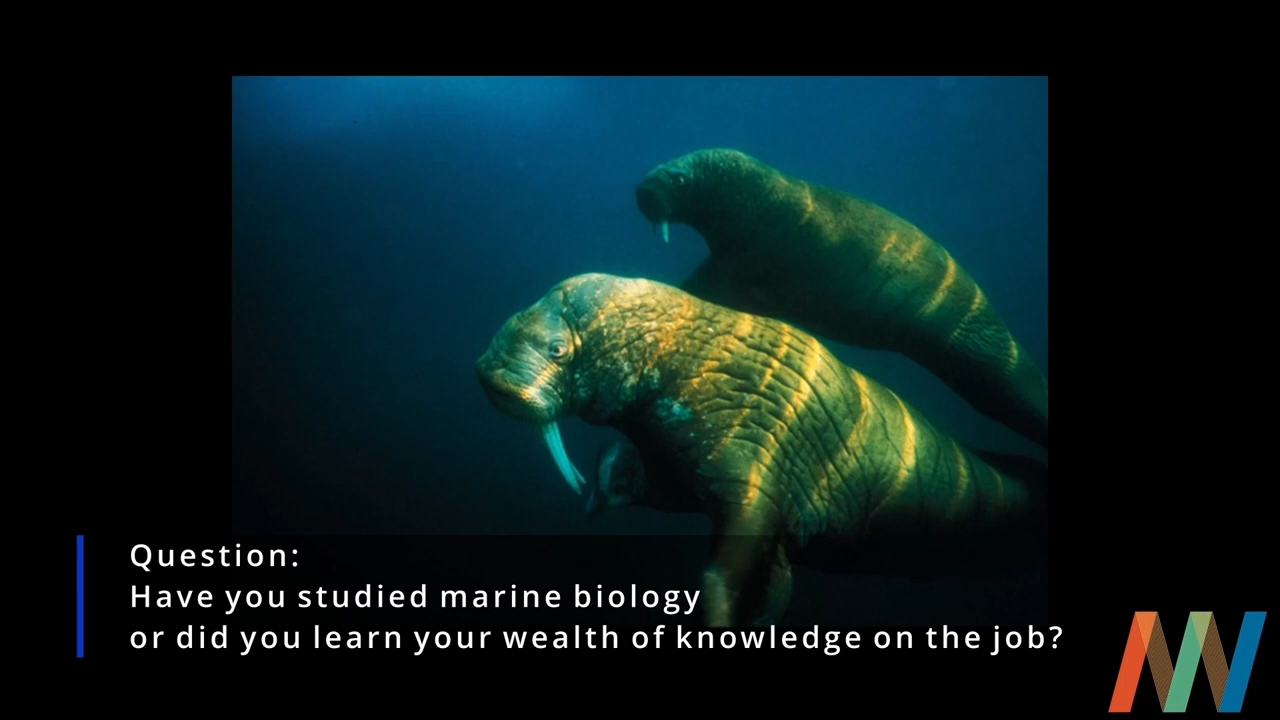 Question:
Have you studied marine biology
or did you learn your wealth of knowledge on the job?